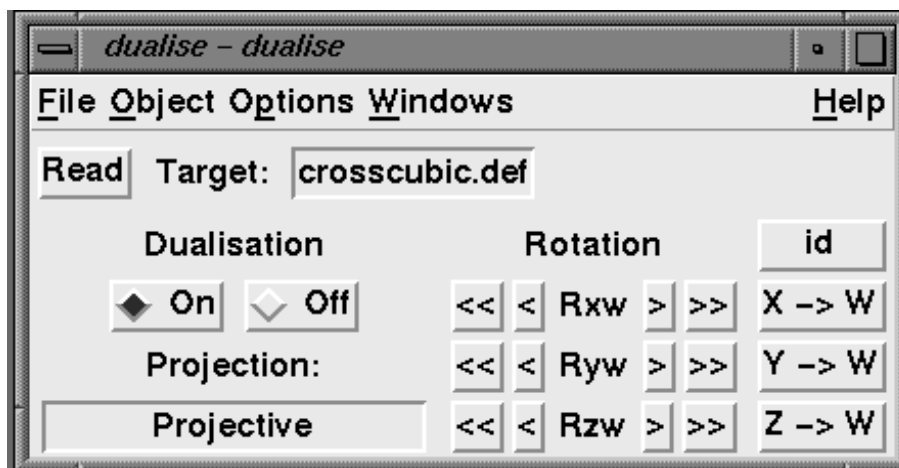 dualise – dualise
File Object Options Windows Help
Read Target: crosscubic.def
Dualisation Rotation id
On Off << < Rxw > >> X –> W
Projection: << < Ryw > >> Y –> W
Projective << < Rzw > >> Z –> W